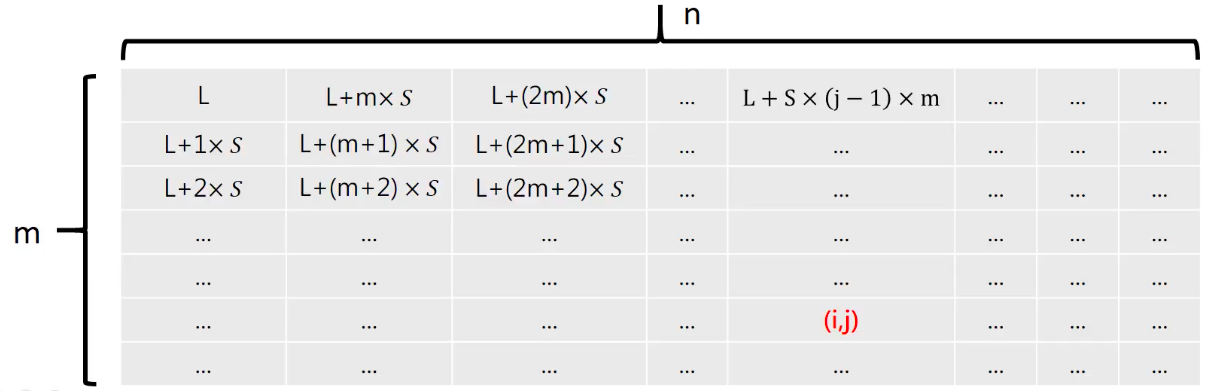 n
m
L L+m× S L+(2m)× S ... L + S × (j − 1) × m ... ... ...
L+1× S L+(m+1) × S L+(2m+1)× S ... ... ... ... ...
L+2× S L+(m+2) × S L+(2m+2)× S ... ... ... ... ...
... ... ... ... ... ... ... ...
... ... ... ... ... ... ... ...
... ... ... ... (i,j) ... ... ...
... ... ... ... ... ... ... ...